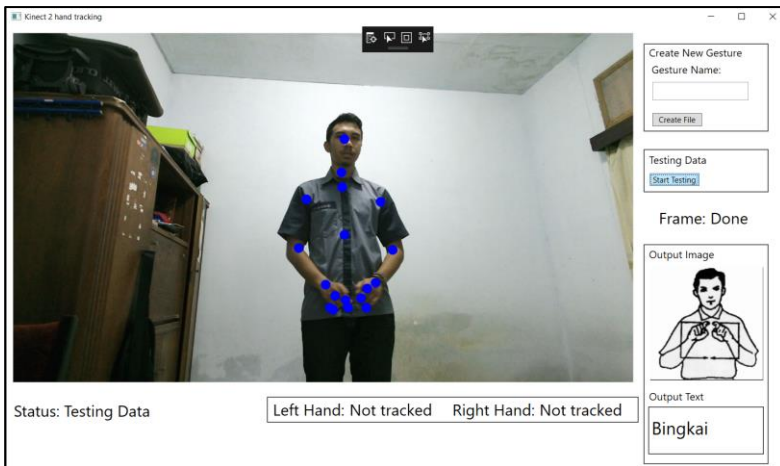 Kinect 2 hand tracking
Create New Gesture
Gesture Name:
Create File
Testing Data
Start Testing
Frame: Done
Output Image
Output Text
Bingkai
Status: Testing Data
Left Hand: Not tracked Right Hand: Not tracked